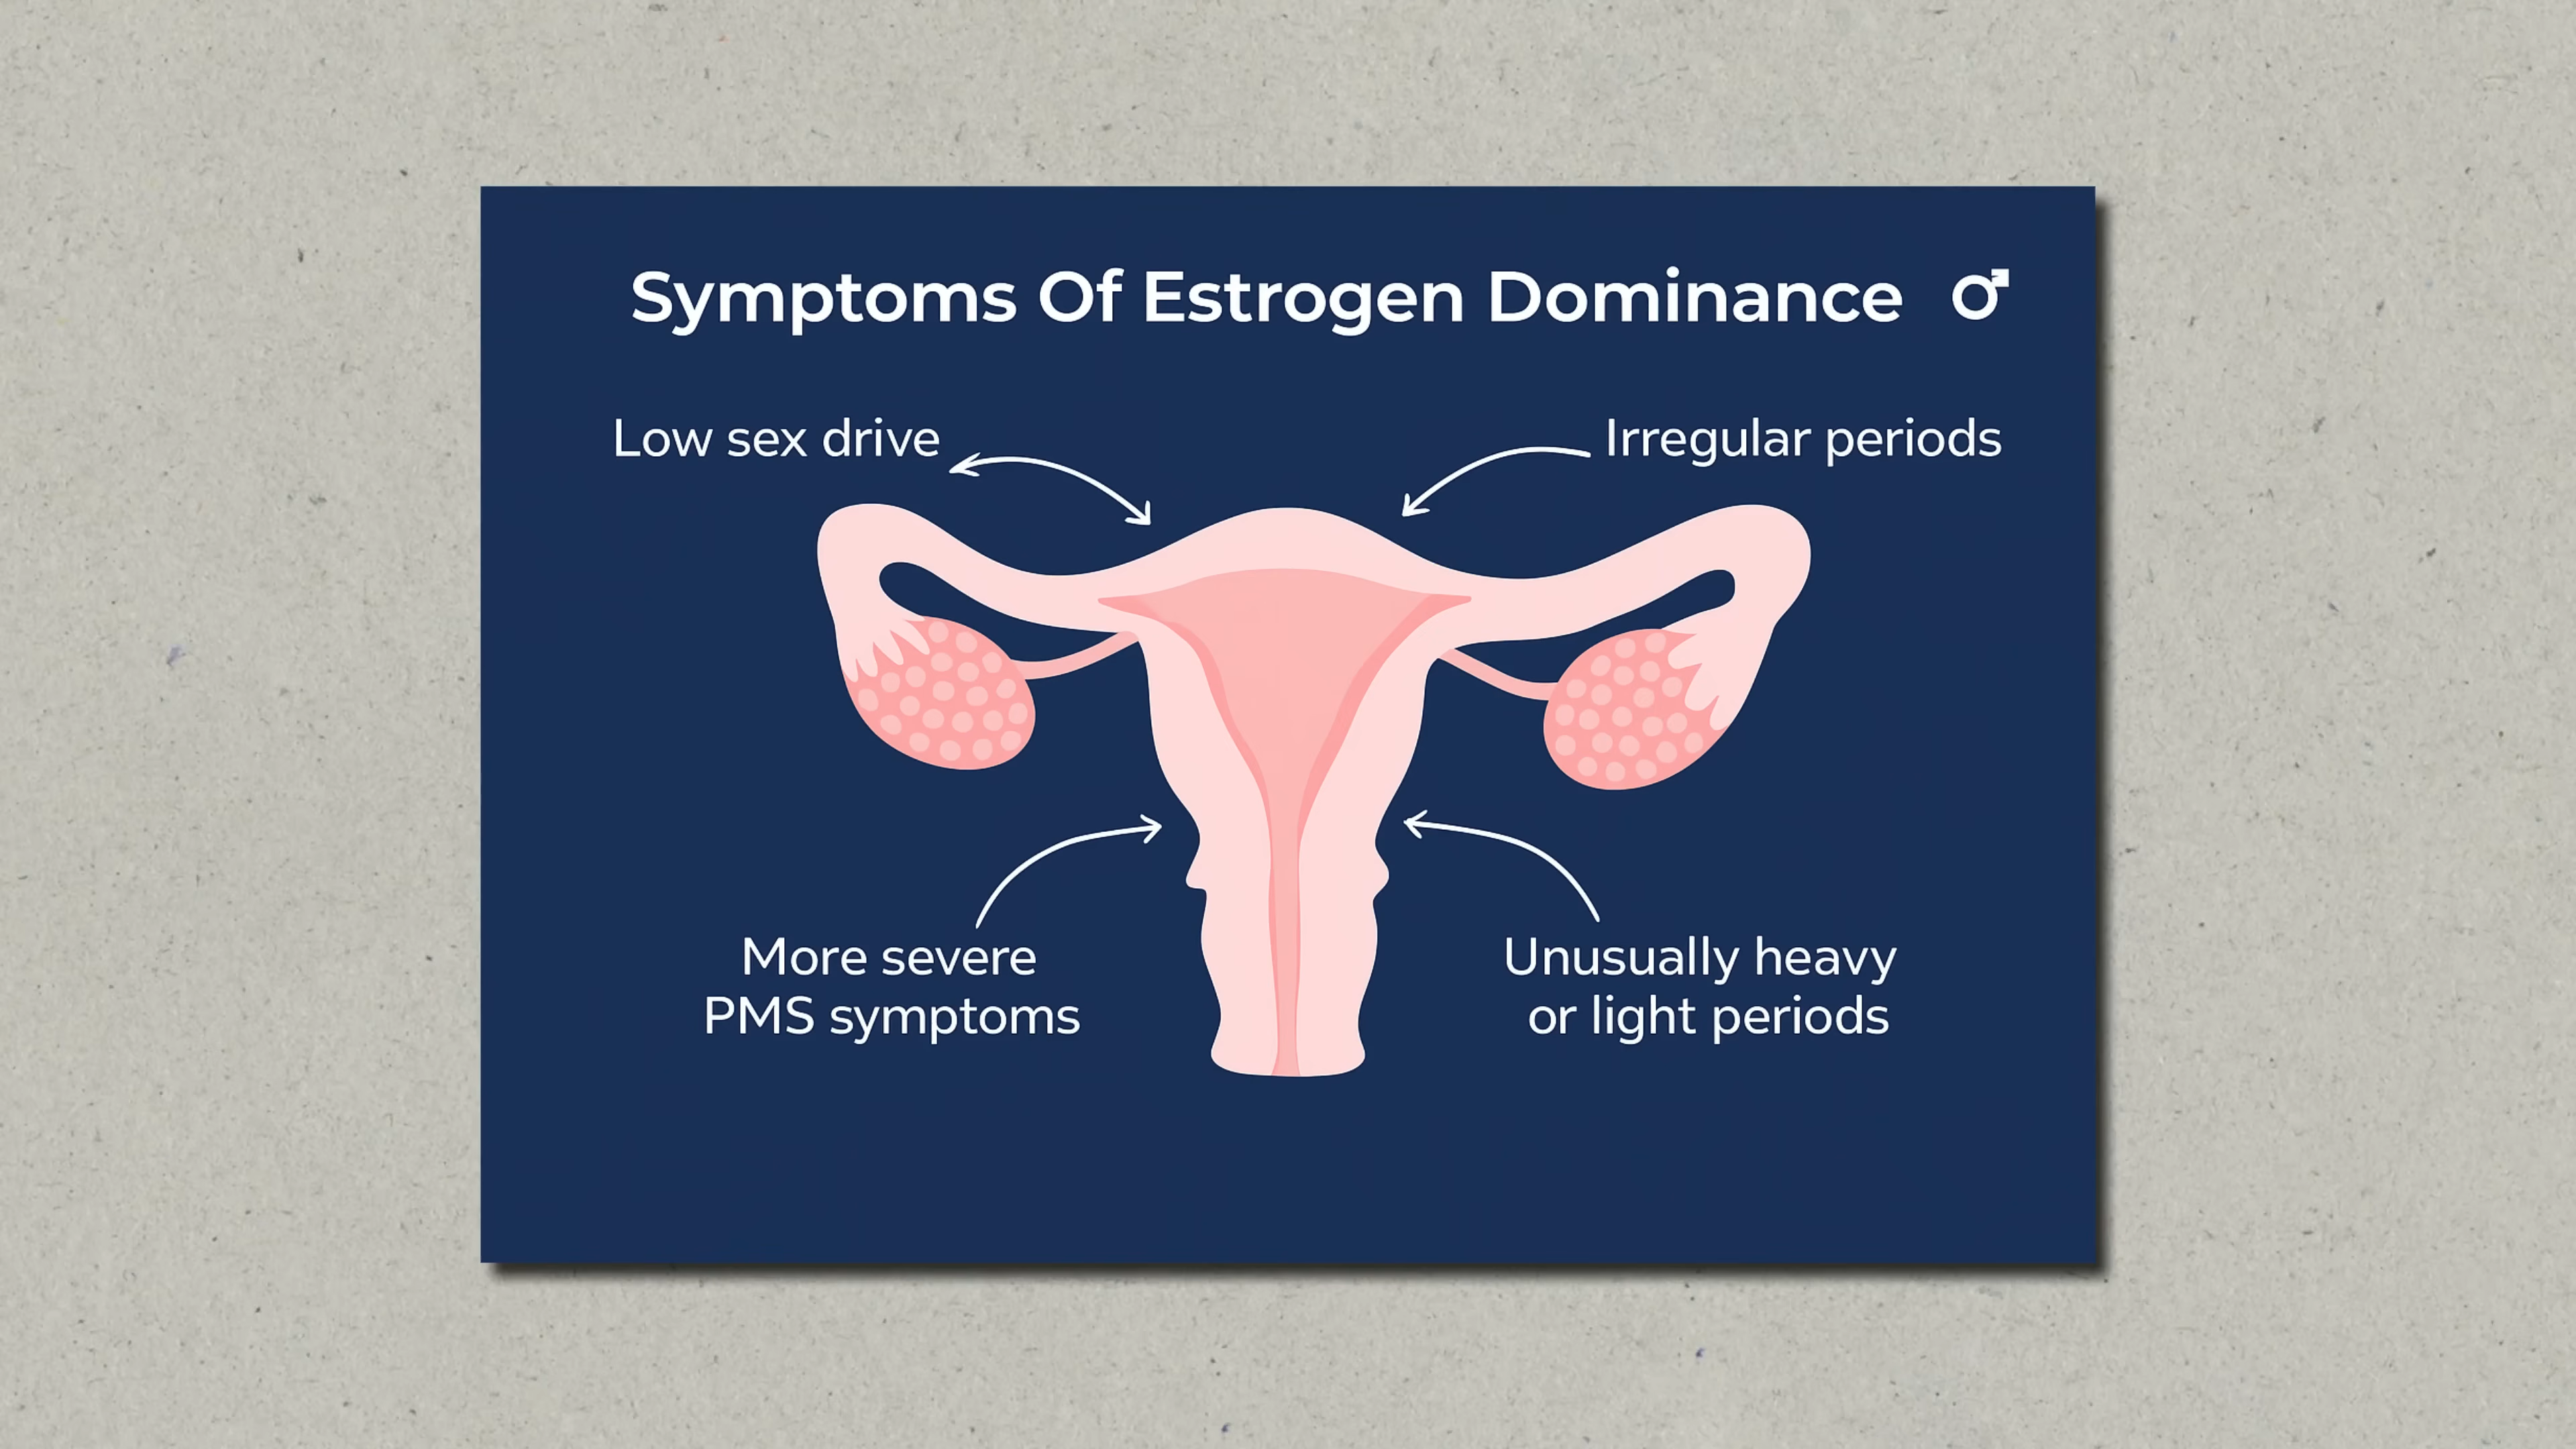 Symptoms Of Estrogen Dominance ♂
Low sex drive
Irregular periods
More severe
PMS symptoms
Unusually heavy
or light periods